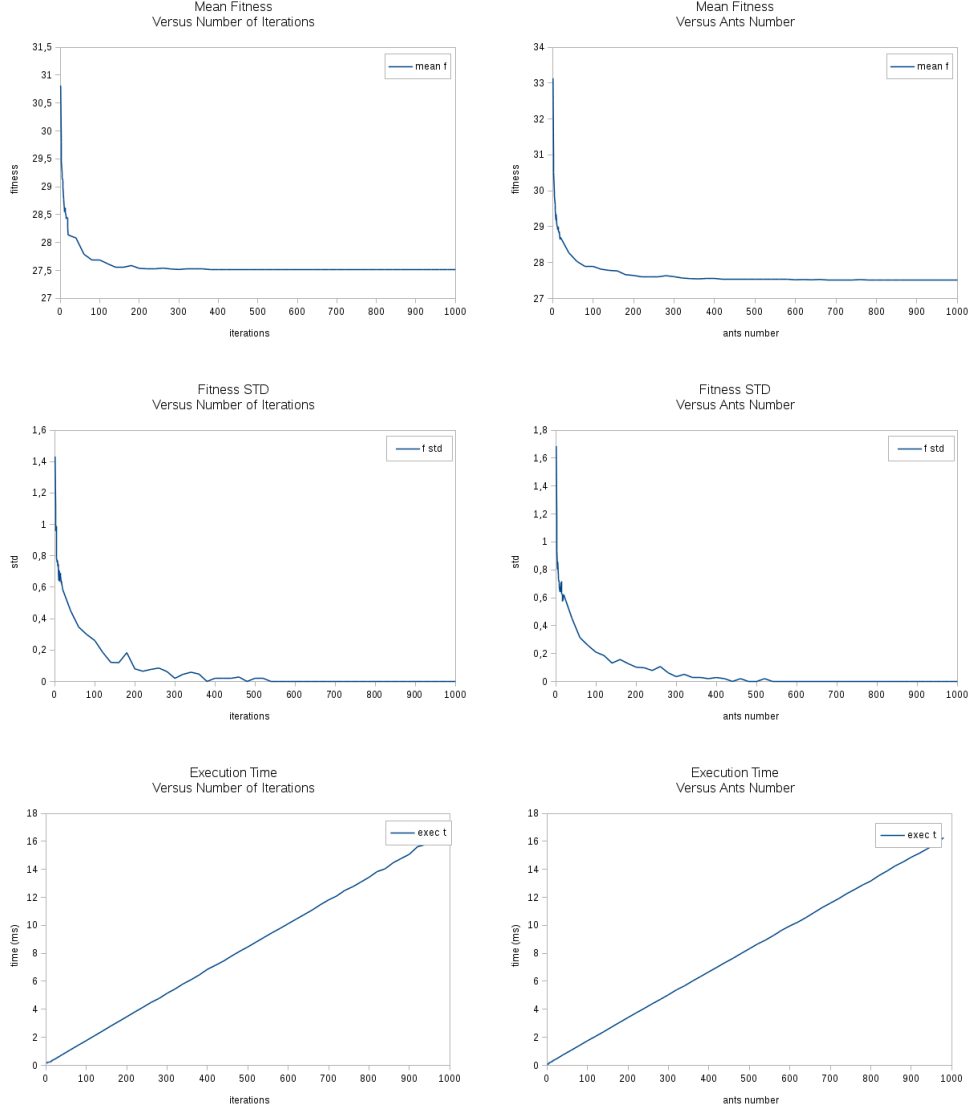 Mean Fitness
Versus Number of Iterations
31,5
31
30,5
30
29,5
29
28,5
28
27,5
27
fitness
mean f
0 100 200 300 400 500 600 700 800 900 1000
iterations
Mean Fitness
Versus Ants Number
34
33
32
31
30
29
28
27
fitness
mean f
0 100 200 300 400 500 600 700 800 900 1000
ants number
Fitness STD
Versus Number of Iterations
1,6
1,4
1,2
1
0,8
0,6
0,4
0,2
0
std
f std
0 100 200 300 400 500 600 700 800 900 1000
iterations
Fitness STD
Versus Ants Number
1,8
1,6
1,4
1,2
1
0,8
0,6
0,4
0,2
0
std
f std
0 100 200 300 400 500 600 700 800 900 1000
ants number
Execution Time
Versus Number of Iterations
18
16
14
12
10
8
6
4
2
0
time (ms)
exec t
0 100 200 300 400 500 600 700 800 900 1000
iterations
Execution Time
Versus Ants Number
18
16
14
12
10
8
6
4
2
0
time (ms)
exec t
0 100 200 300 400 500 600 700 800 900 1000
ants number